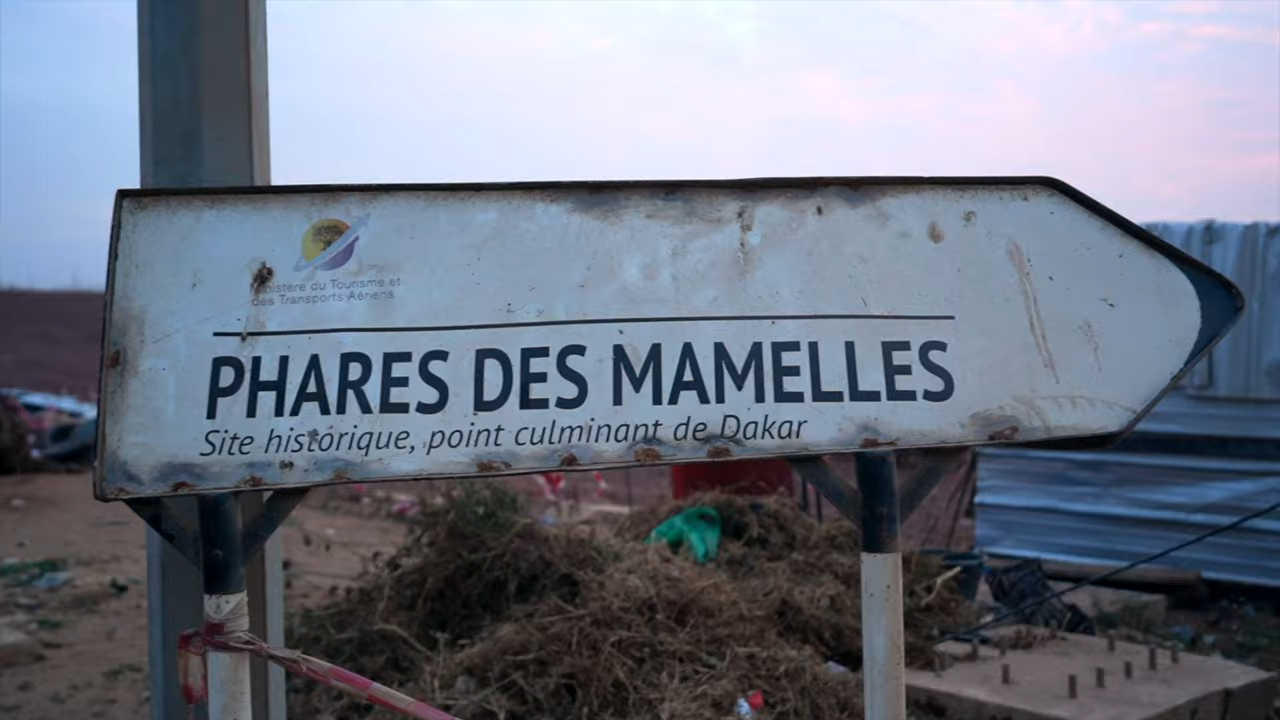 Ministère du Tourisme et
des Transports Aériens
PHARES DES MAMELLES
Site historique, point culminant de Dakar